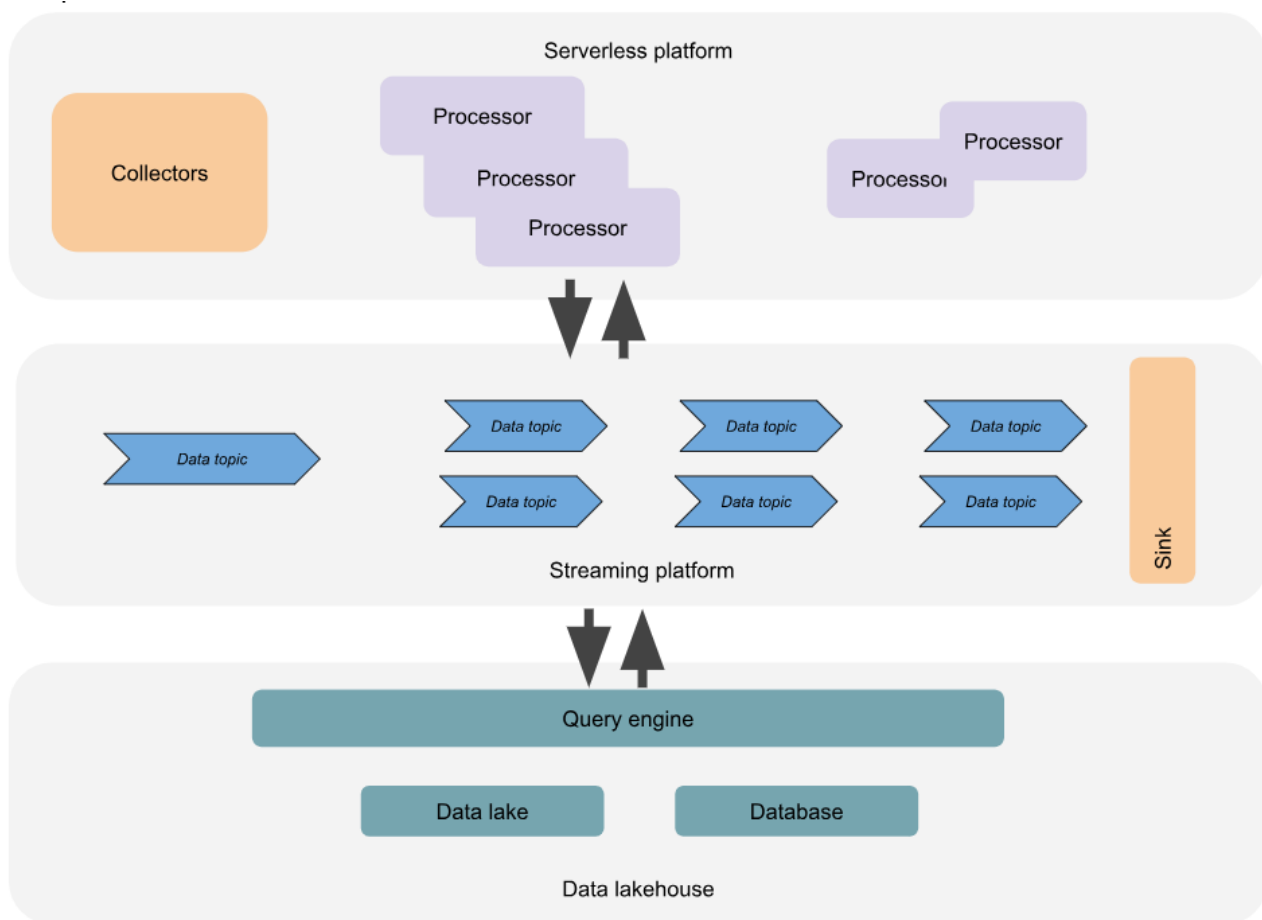 Serverless platform
Collectors
Processor
Processor
Processor
Processor
Processor
Data topic
Data topic
Data topic
Data topic
Data topic
Data topic
Data topic
Sink
Streaming platform
Query engine
Data lake
Database
Data lakehouse